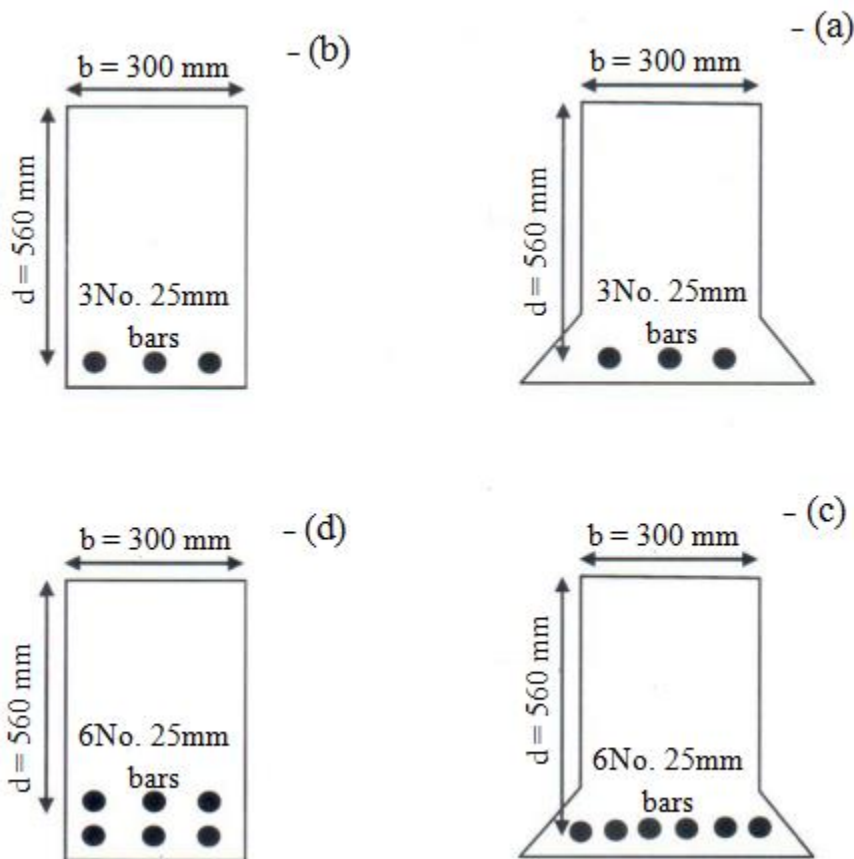 - (b)
b = 300 mm
d = 560 mm
3No. 25mm
bars
- (a)
b = 300 mm
d = 560 mm
3No. 25mm
bars
- (d)
b = 300 mm
d = 560 mm
6No. 25mm
bars
- (c)
b = 300 mm
d = 560 mm
6No. 25mm
bars